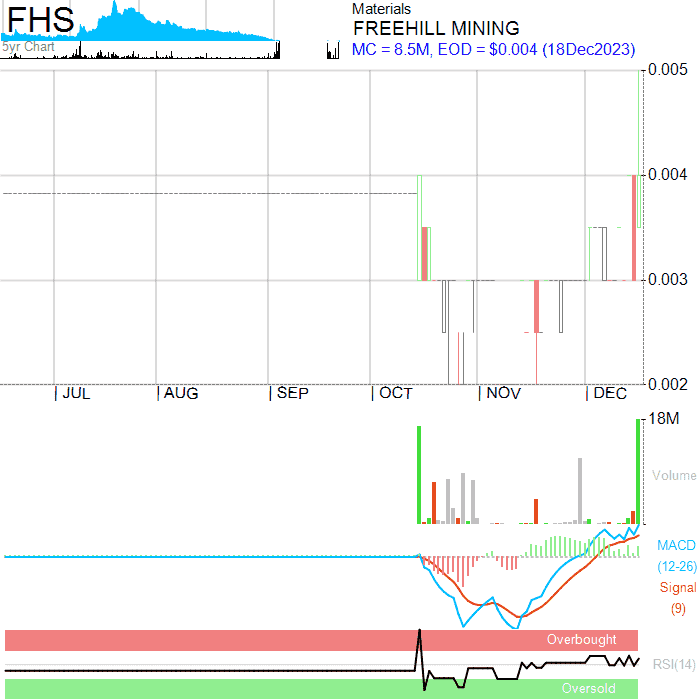 FHS
5yr Chart
Materials
FREEHILL MINING
MC = 8.5M, EOD = $0.004 (18Dec2023)
0.005
0.004
0.003
0.002
JUL AUG SEP OCT NOV DEC
18M
Volume
MACD
(12-26)
Signal
(9)
Overbought
RSI(14)
Oversold